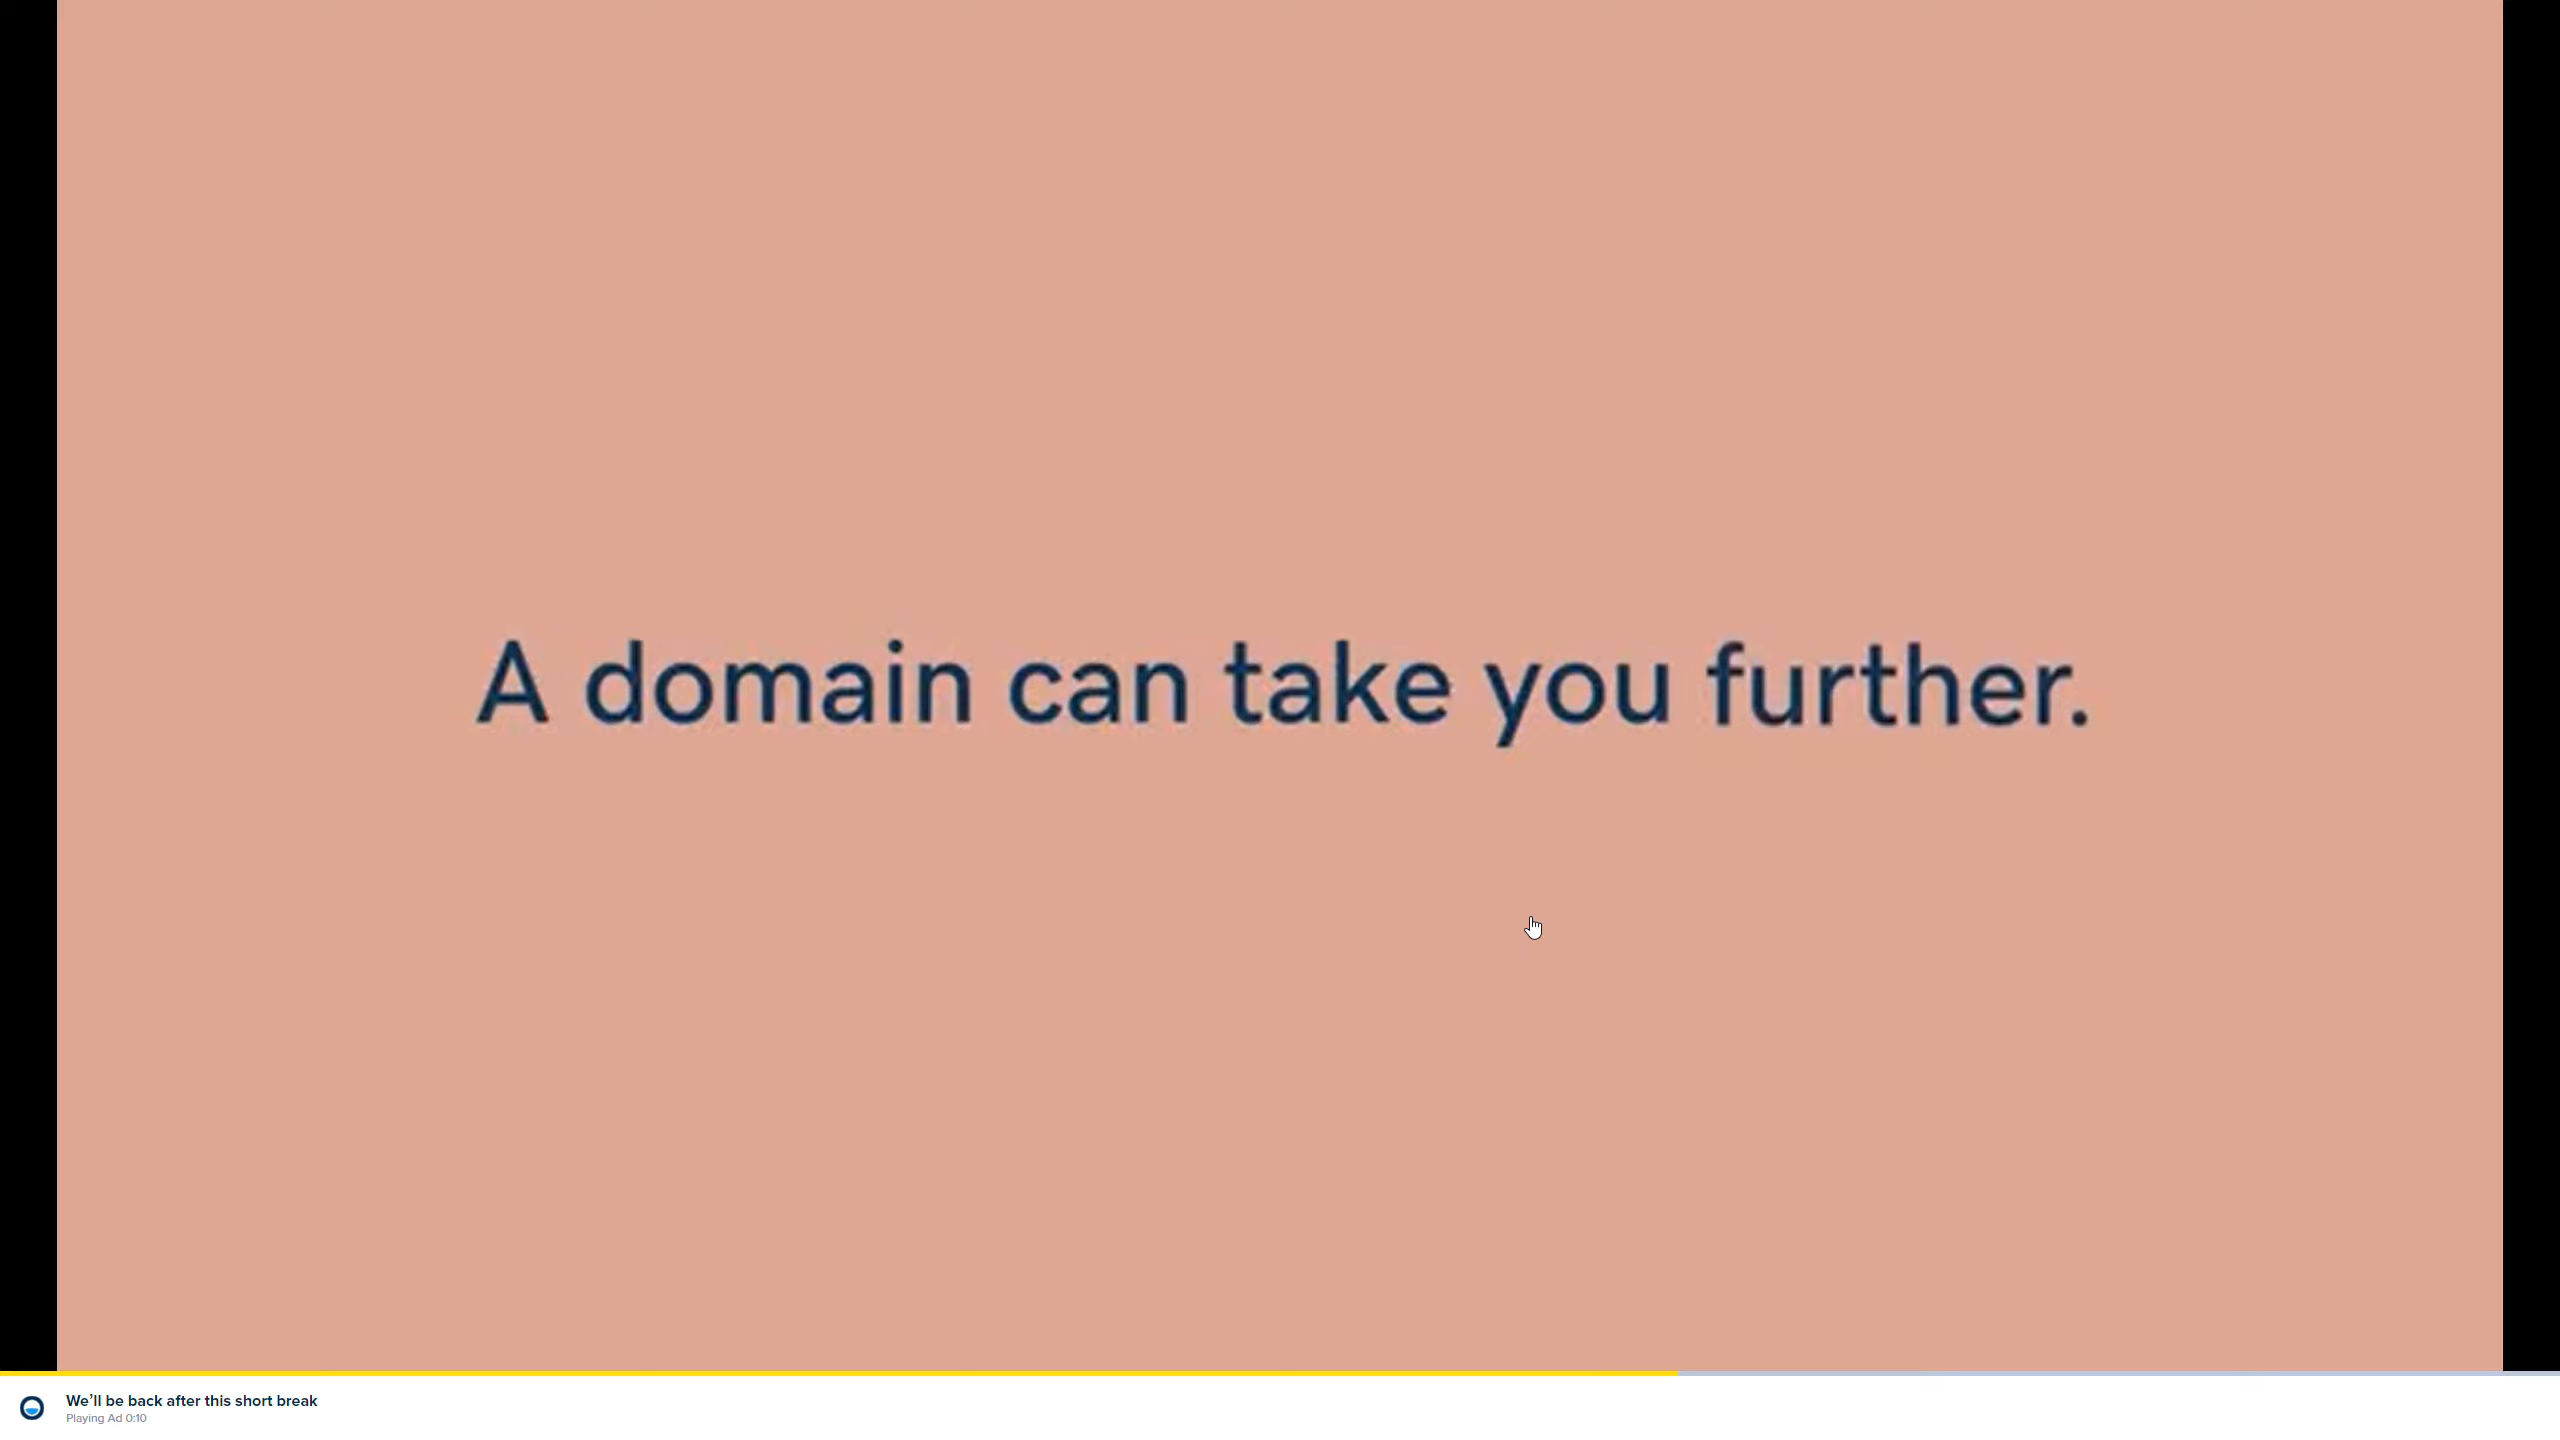 A domain can take you further.
We’ll be back after this short break
Playing Ad 0:10